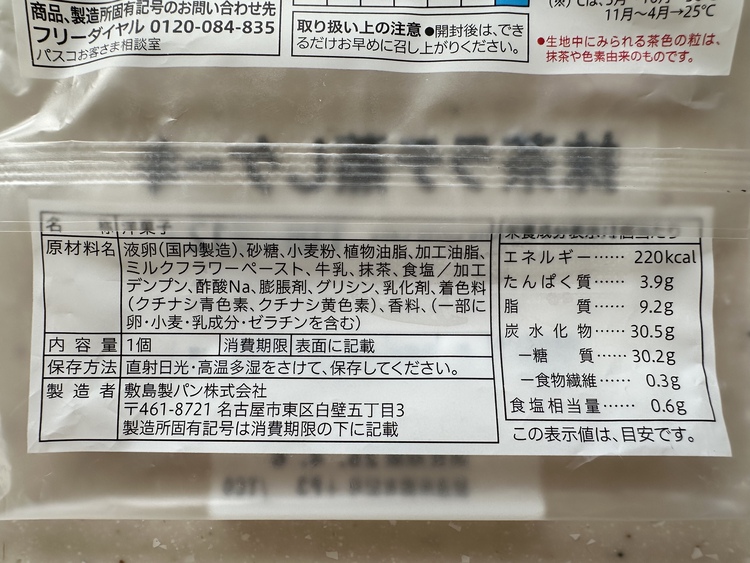 商品、製造所固有記号のお問い合わせ先
フリーダイヤル 0120-084-835
パスコお客さま相談室
取り扱い上の注意 ●開封後は、でき
るだけお早めに召し上がりください。
11月〜4月→25℃
●生地中にみられる茶色の粒は、
抹茶や色素由来のものです。
名 称 洋菓子
原材料名 液卵(国内製造)、砂糖、小麦粉、植物油脂、加工油脂、
ミルクフラワーペースト、牛乳、抹茶、食塩/加工
デンプン、酢酸Na、膨脹剤、グリシン、乳化剤、着色料
(クチナシ青色素、クチナシ黄色素)、香料、(一部に
卵・小麦・乳成分・ゼラチンを含む)
内容量 1個 消費期限 表面に記載
保存方法 直射日光・高温多湿をさけて、保存してください。
製造者 敷島製パン株式会社
〒461-8721 名古屋市東区白壁五丁目3
製造所固有記号は消費期限の下に記載
エネルギー…… 220kcal
たんぱく質…… 3.9g
脂 質…… 9.2g
炭水化物…… 30.5g
―糖 質…… 30.2g
―食物繊維…… 0.3g
食塩相当量…… 0.6g
この表示値は、目安です。